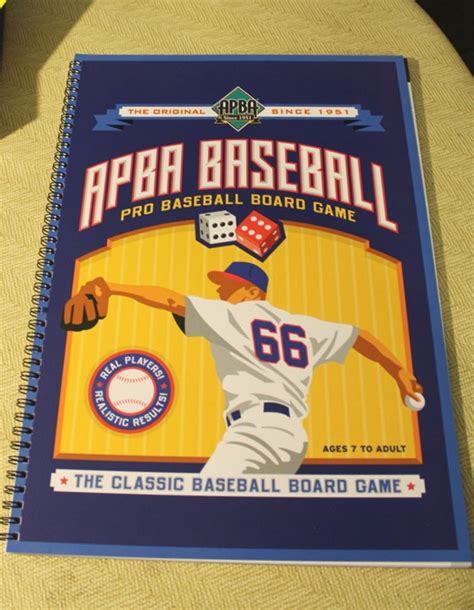 APBA
Since 1951
THE ORIGINAL SINCE 1951
APBA BASEBALL
PRO BASEBALL BOARD GAME
66
REAL PLAYERS!
REALISTIC RESULTS!
AGES 7 TO ADULT
THE CLASSIC BASEBALL BOARD GAME